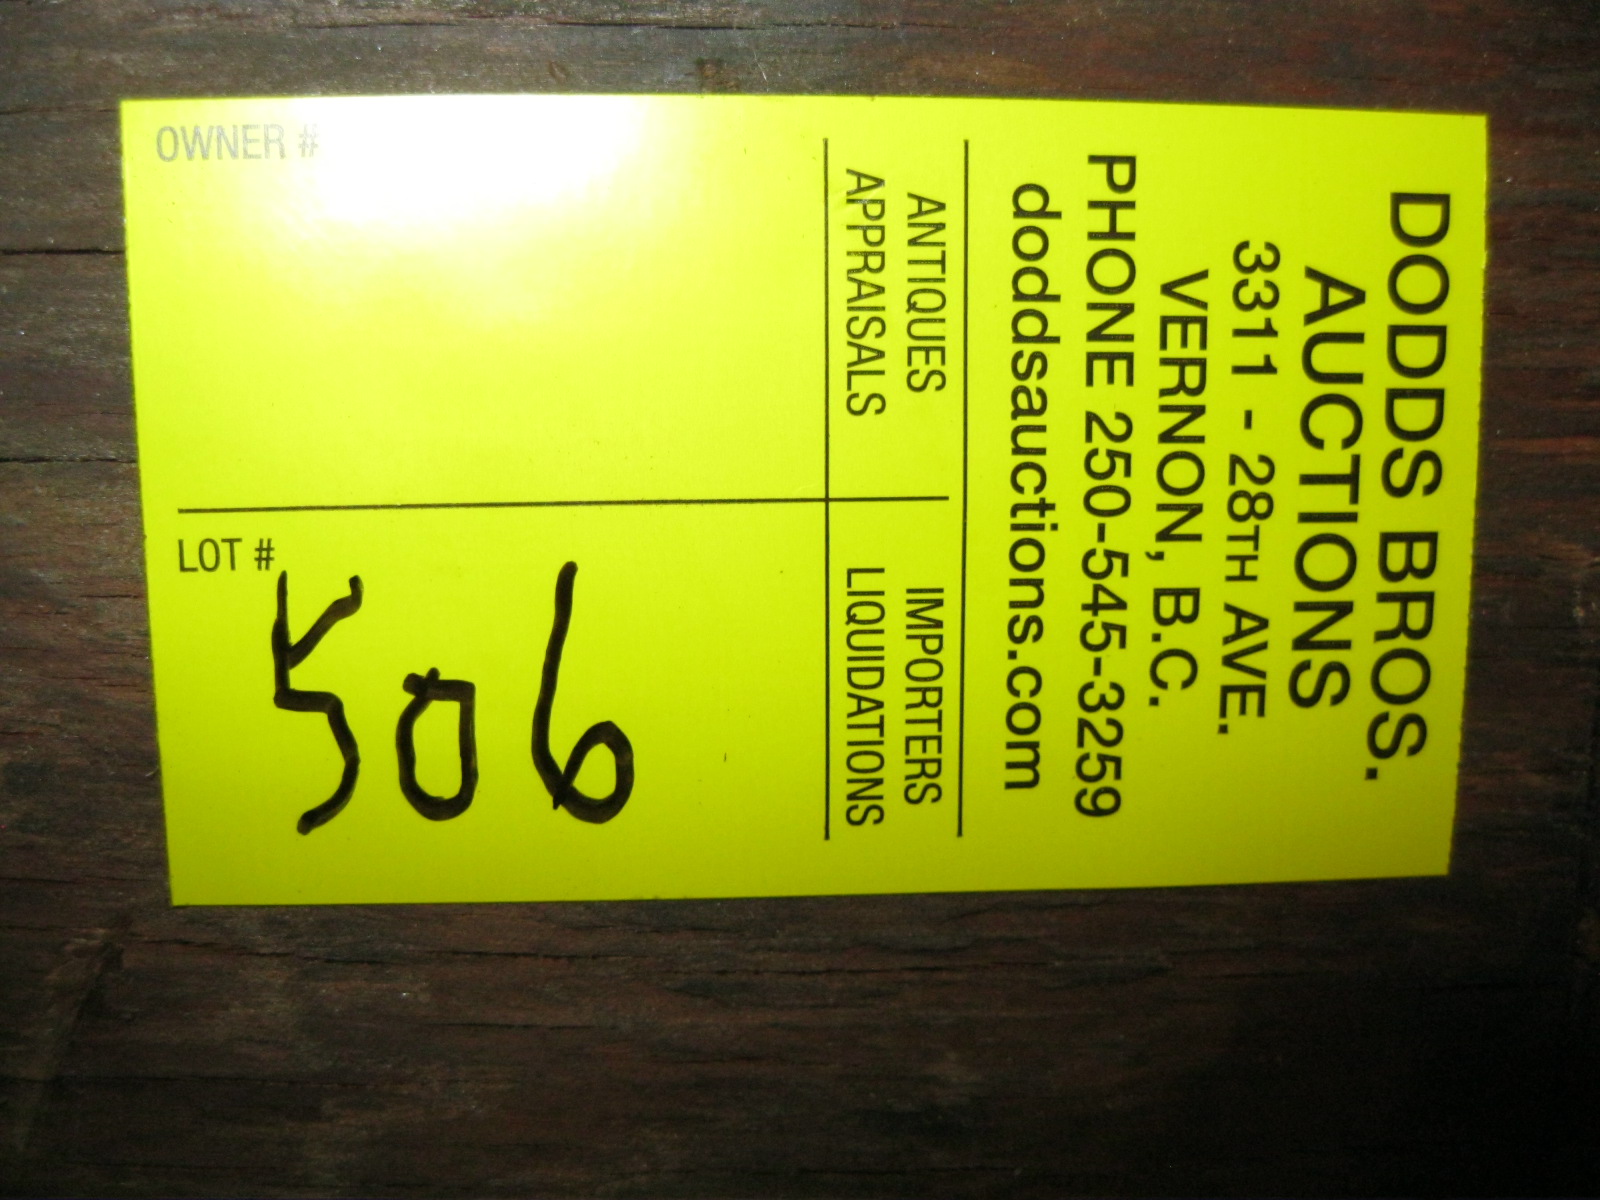 DODDS BROS.
AUCTIONS
3311 - 28TH AVE.
VERNON, B.C.
PHONE 250-545-3259
doddsauctions.com
ANTIQUES IMPORTERS
APPRAISALS LIQUIDATIONS
OWNER #
LOT #
506